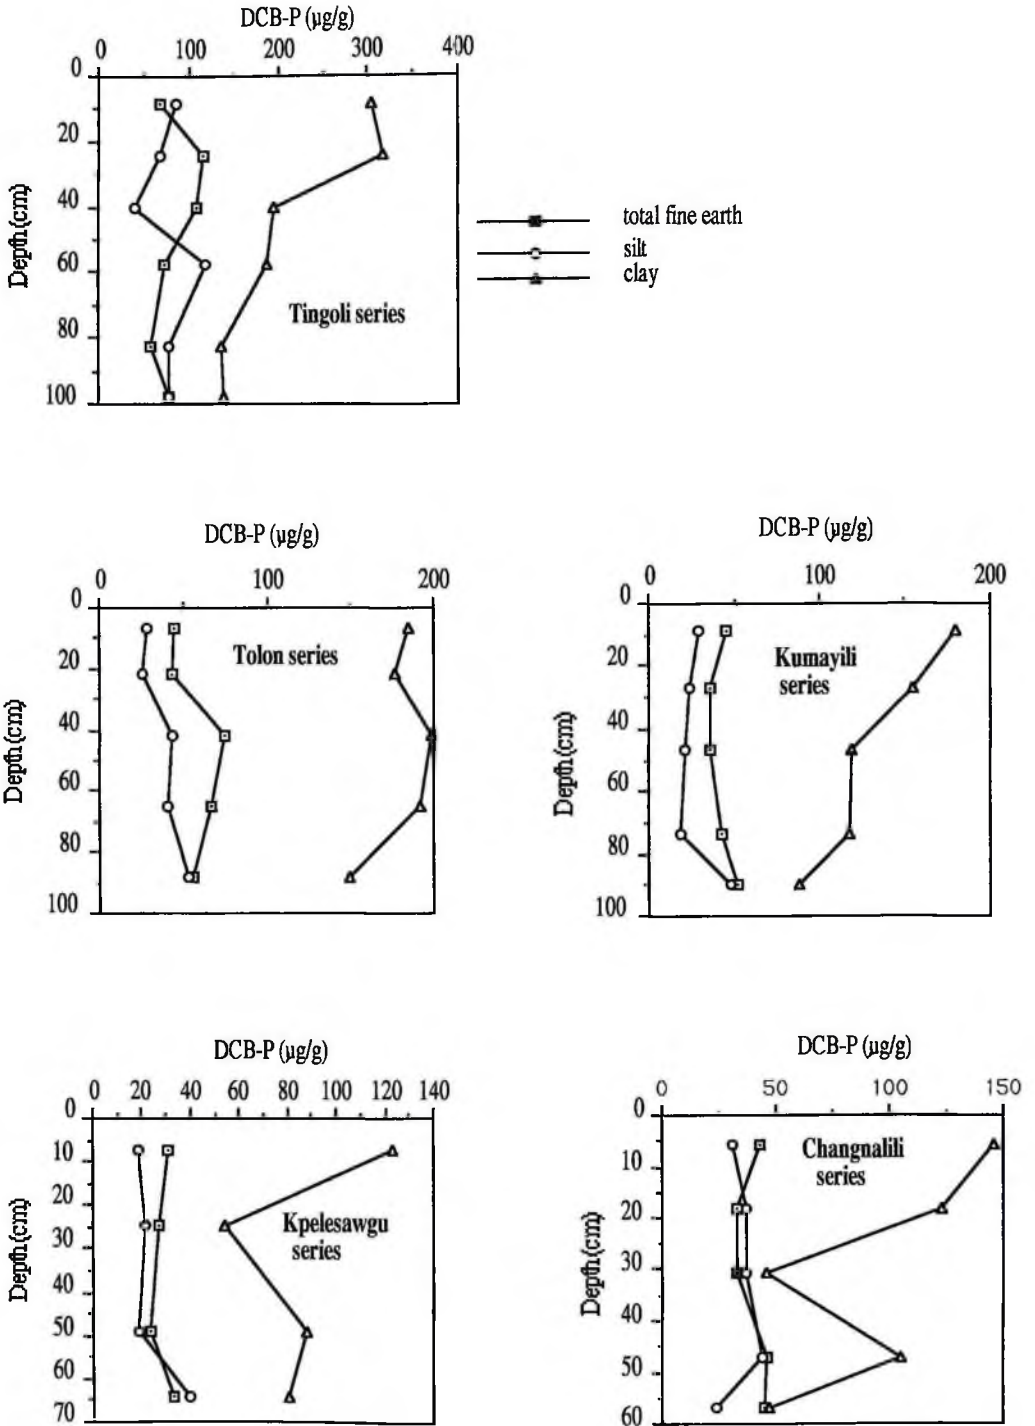 DCB-P (µg/g)
0 100 200 300 400
0
20
40
60
80
100
Depth(cm)
Tingoli series
total fine earth
silt
clay
DCB-P (µg/g)
0 100 200
0
20
40
60
80
100
Depth(cm)
Tolon series
DCB-P (µg/g)
0 100 200
0
20
40
60
80
100
Depth(cm)
Kumayili
series
DCB-P (µg/g)
0 20 40 60 80 100 120 140
0
10
20
30
40
50
60
70
Depth(cm)
Kpelesawgu
series
DCB-P (µg/g)
0 50 100 150
0
10
20
30
40
50
60
Depth(cm)
Changnalili
series